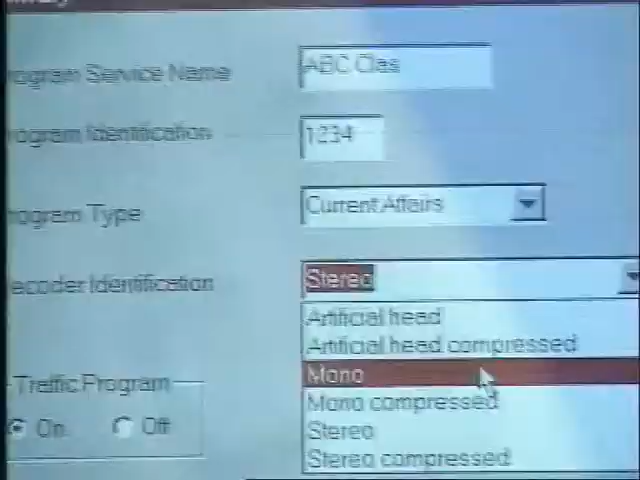 rogram Service Name ABC Clas
rogram Identification 1234
rogram Type Current Affairs
ecoder Identification Stereo
Artificial head
Artificial head compressed
Mono
Mono compressed
Stereo
Stereo compressed
Traffic Program
On Off